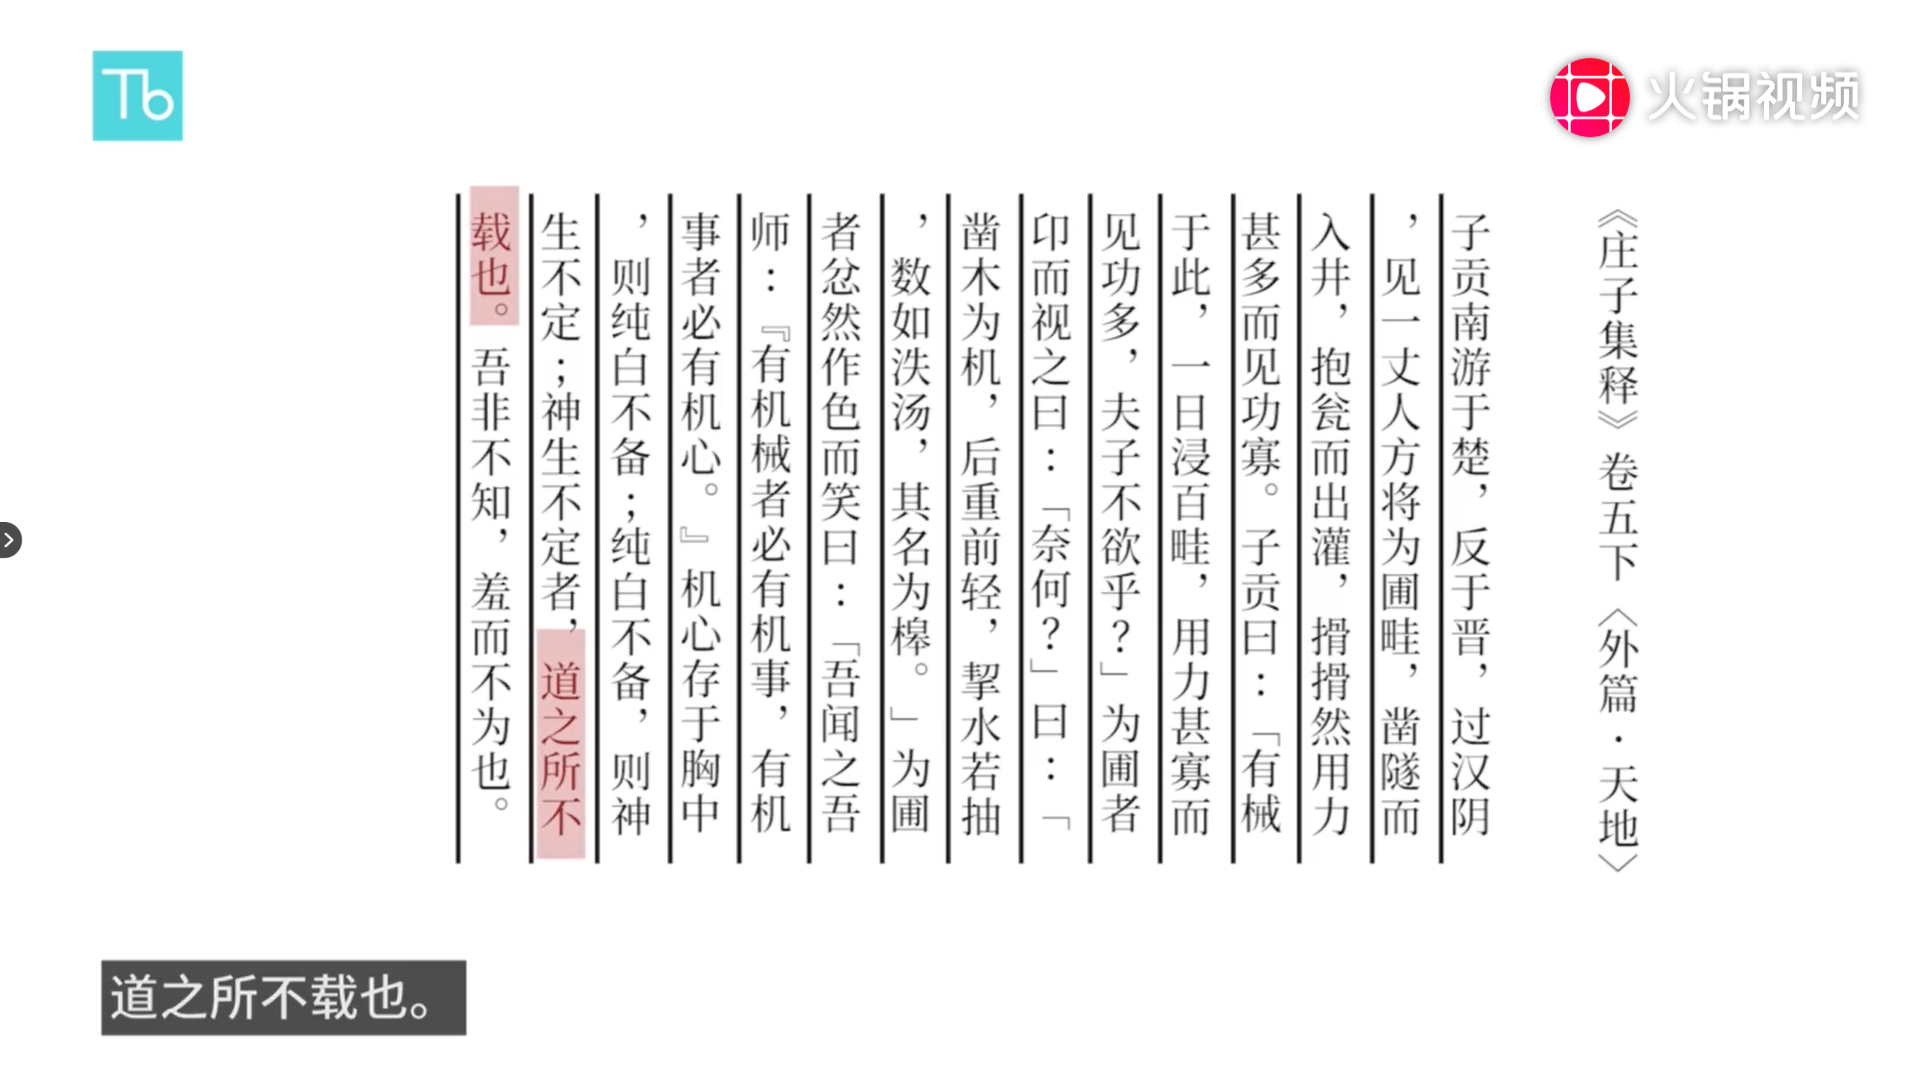 Tb
火锅视频
《庄子集释》卷五下〈外篇·天地〉
子贡南游于楚，反于晋，过汉阴
，见一丈人方将为圃畦，凿隧而
入井，抱瓮而出灌，搰搰然用力
甚多而见功寡。子贡曰：「有械
于此，一日浸百畦，用力甚寡而
见功多，夫子不欲乎？」为圃者
卬而视之曰：「奈何？」曰：「
凿木为机，后重前轻，挈水若抽
，数如泆汤，其名为槔。」为圃
者忿然作色而笑曰：「吾闻之吾
师：『有机械者必有机事，有机
事者必有机心。』机心存于胸中
，则纯白不备；纯白不备，则神
生不定；神生不定者，道之所不
载也。吾非不知，羞而不为也。
道之所不载也。